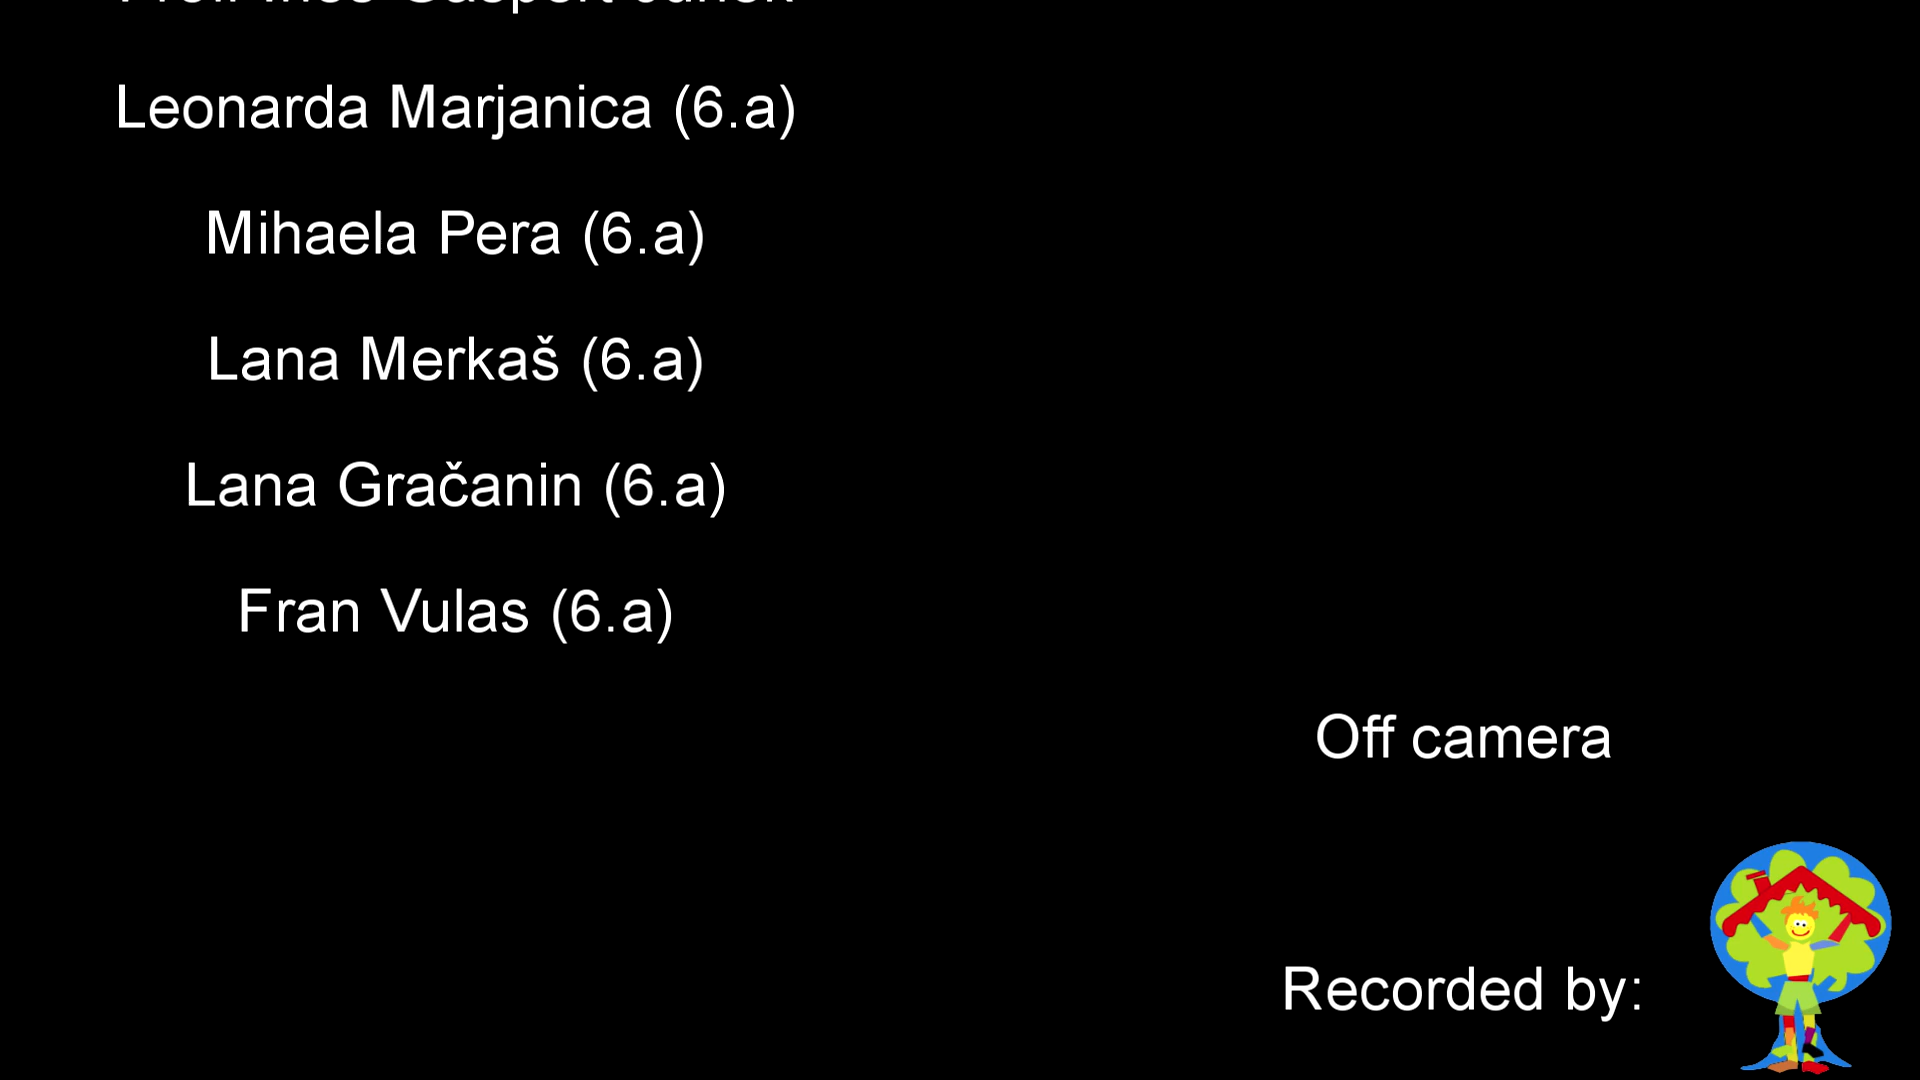 Leonarda Marjanica (6.a)
Mihaela Pera (6.a)
Lana Merkaš (6.a)
Lana Gračanin (6.a)
Fran Vulas (6.a)
Off camera
Recorded by: